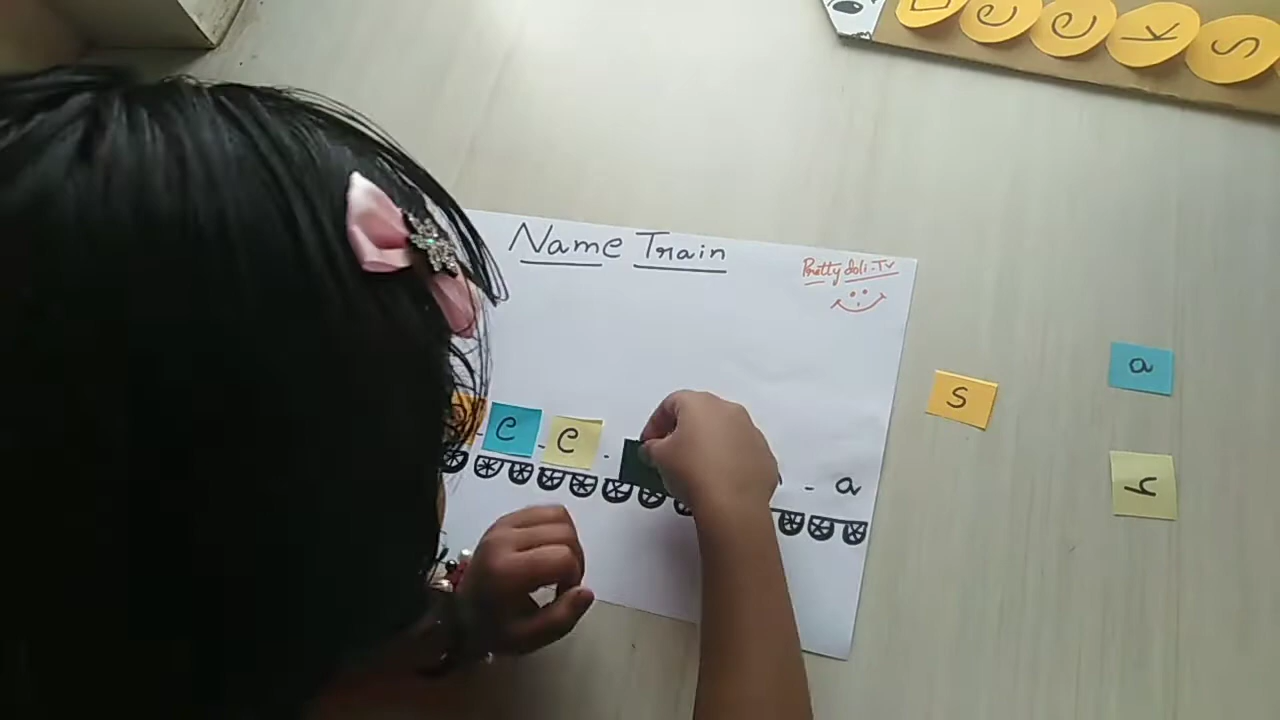 e e k s
Name Train
Pretty doli-Tv
s
a
e - e - - a
h